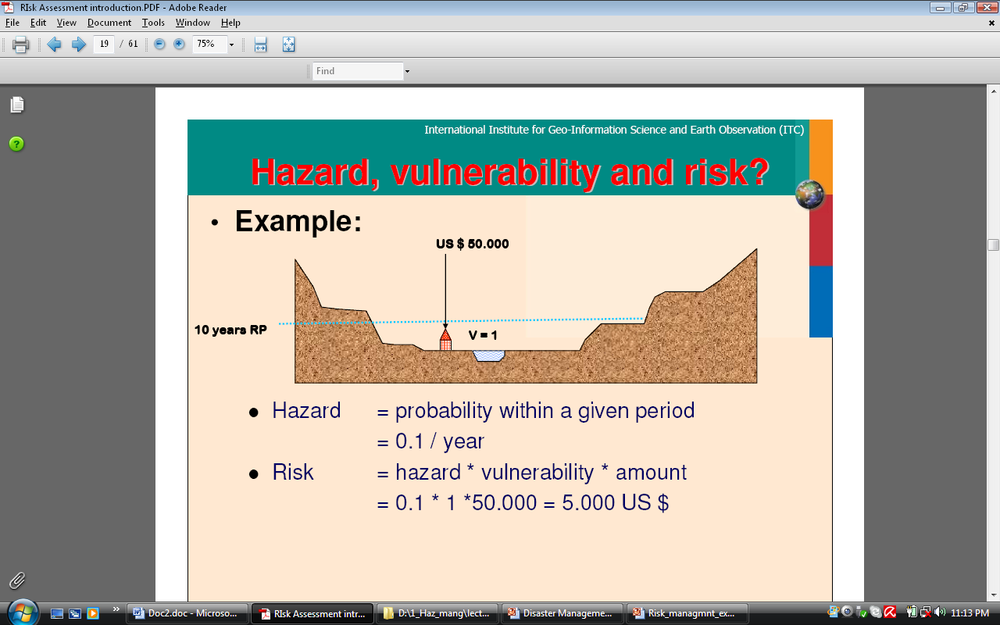 RIsk Assessment introduction.PDF - Adobe Reader
File Edit View Document Tools Window Help
19 / 61 75%
Find
International Institute for Geo-Information Science and Earth Observation (ITC)
Hazard, vulnerability and risk?
• Example:
US $ 50.000
10 years RP
V = 1
● Hazard = probability within a given period
= 0.1 / year
● Risk = hazard * vulnerability * amount
= 0.1 * 1 *50.000 = 5.000 US $
Doc2.doc - Microso... RIsk Assessment intr... D:\1_Haz_mang\lect... Disaster Manageme... Risk_managmnt_ex... 11:13 PM